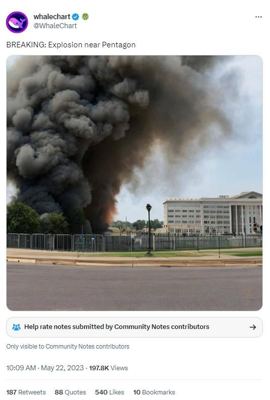 whalechart
@WhaleChart
BREAKING: Explosion near Pentagon
Help rate notes submitted by Community Notes contributors
Only visible to Community Notes contributors
10:09 AM · May 22, 2023 · 197.8K Views
187 Retweets 88 Quotes 540 Likes 10 Bookmarks